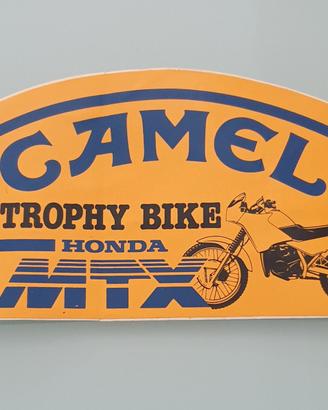 CAMEL
TROPHY BIKE
HONDA
MTX